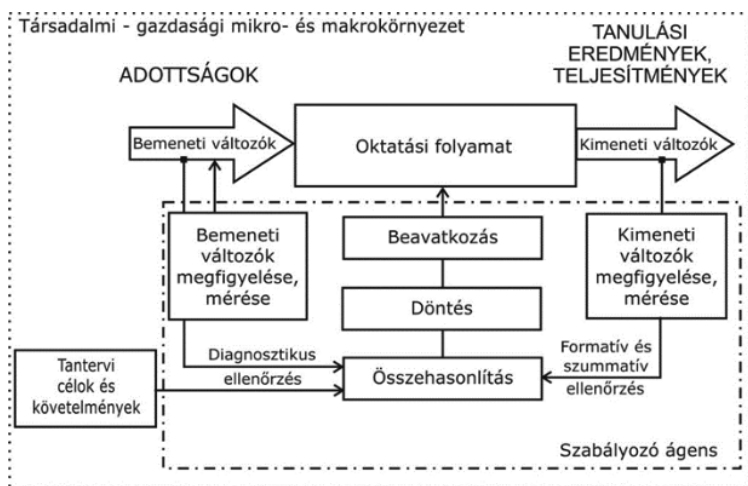 Társadalmi - gazdasági mikro- és makrokörnyezet
TANULÁSI
EREDMÉNYEK,
TELJESÍTMÉNYEK
ADOTTSÁGOK
Bemeneti változók
Oktatási folyamat
Kimeneti változók
Bemeneti
változók
megfigyelése,
mérése
Beavatkozás
Kimeneti
változók
megfigyelése,
mérése
Döntés
Diagnosztikus
ellenőrzés
Összehasonlítás
Formatív és
szummatív
ellenőrzés
Tantervi
célok és
követelmények
Szabályozó ágens